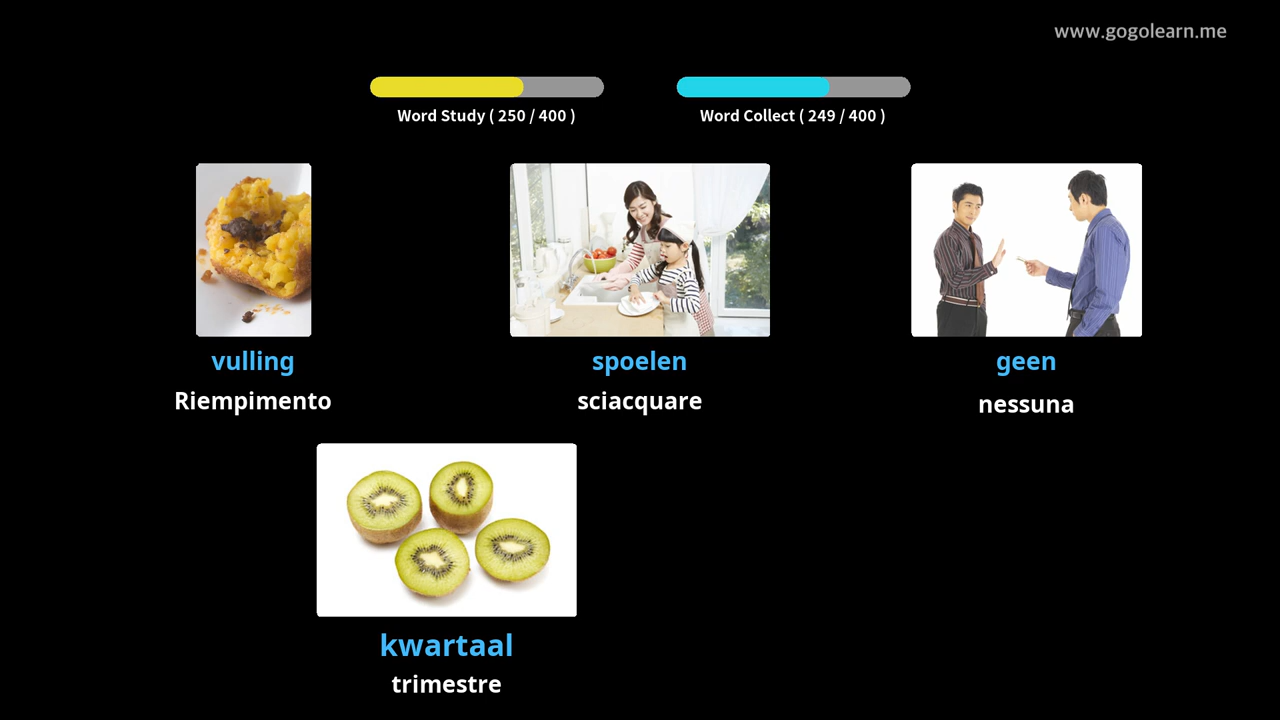 www.gogolearn.me
Word Study ( 250 / 400 )
Word Collect ( 249 / 400 )
vulling
Riempimento
spoelen
sciacquare
geen
nessuna
kwartaal
trimestre